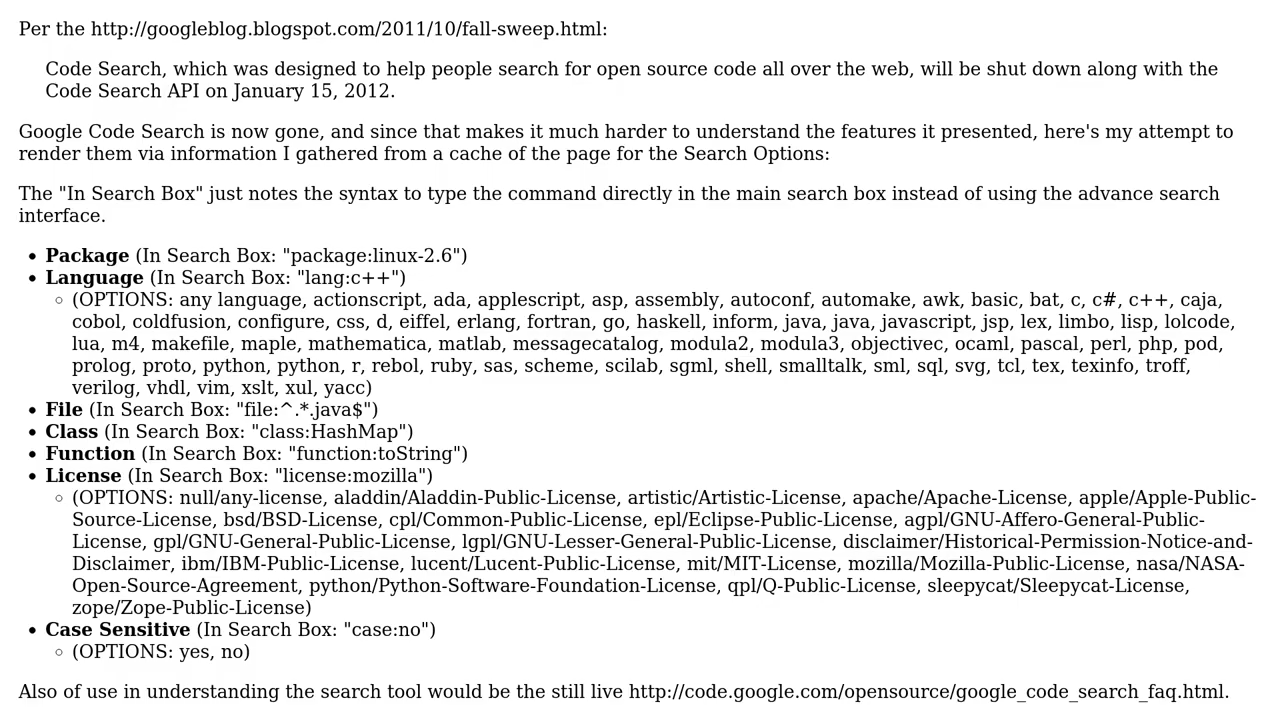 Per the http://googleblog.blogspot.com/2011/10/fall-sweep.html:
Code Search, which was designed to help people search for open source code all over the web, will be shut down along with the
Code Search API on January 15, 2012.
Google Code Search is now gone, and since that makes it much harder to understand the features it presented, here's my attempt to
render them via information I gathered from a cache of the page for the Search Options:
The "In Search Box" just notes the syntax to type the command directly in the main search box instead of using the advance search
interface.
• Package (In Search Box: "package:linux-2.6")
• Language (In Search Box: "lang:c++")
◦ (OPTIONS: any language, actionscript, ada, applescript, asp, assembly, autoconf, automake, awk, basic, bat, c, c#, c++, caja,
cobol, coldfusion, configure, css, d, eiffel, erlang, fortran, go, haskell, inform, java, java, javascript, jsp, lex, limbo, lisp, lolcode,
lua, m4, makefile, maple, mathematica, matlab, messagecatalog, modula2, modula3, objectivec, ocaml, pascal, perl, php, pod,
prolog, proto, python, python, r, rebol, ruby, sas, scheme, scilab, sgml, shell, smalltalk, sml, sql, svg, tcl, tex, texinfo, troff,
verilog, vhdl, vim, xslt, xul, yacc)
• File (In Search Box: "file:^.*.java$")
• Class (In Search Box: "class:HashMap")
• Function (In Search Box: "function:toString")
• License (In Search Box: "license:mozilla")
◦ (OPTIONS: null/any-license, aladdin/Aladdin-Public-License, artistic/Artistic-License, apache/Apache-License, apple/Apple-Public-
Source-License, bsd/BSD-License, cpl/Common-Public-License, epl/Eclipse-Public-License, agpl/GNU-Affero-General-Public-
License, gpl/GNU-General-Public-License, lgpl/GNU-Lesser-General-Public-License, disclaimer/Historical-Permission-Notice-and-
Disclaimer, ibm/IBM-Public-License, lucent/Lucent-Public-License, mit/MIT-License, mozilla/Mozilla-Public-License, nasa/NASA-
Open-Source-Agreement, python/Python-Software-Foundation-License, qpl/Q-Public-License, sleepycat/Sleepycat-License,
zope/Zope-Public-License)
• Case Sensitive (In Search Box: "case:no")
◦ (OPTIONS: yes, no)
Also of use in understanding the search tool would be the still live http://code.google.com/opensource/google_code_search_faq.html.